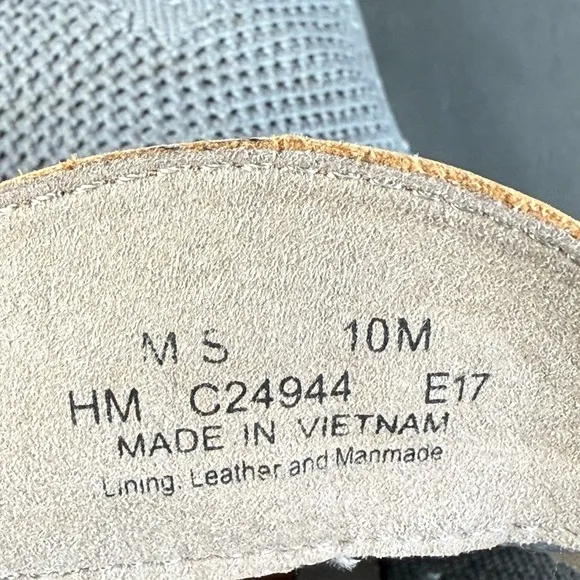 M S 10M
HM C24944 E17
MADE IN VIETNAM
Lining: Leather and Manmade